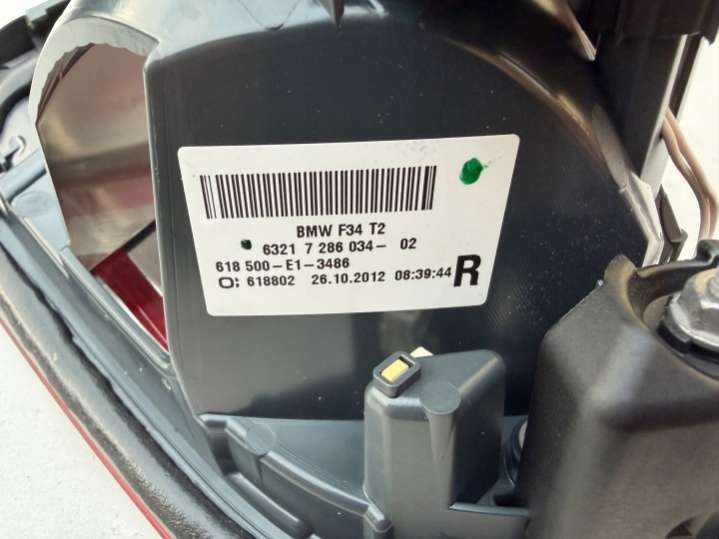 BMW F34 T2
6321 7 286 034- 02
618 500-E1-3486
O; 618802 26.10.2012 08:39:44 R